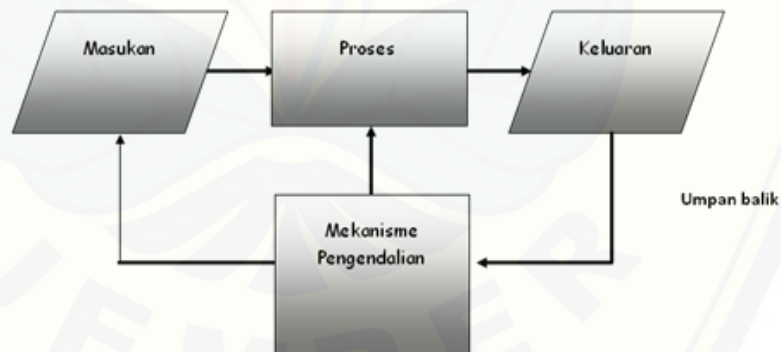 Masukan
Proses
Keluaran
Umpan balik
Mekanisme
Pengendalian